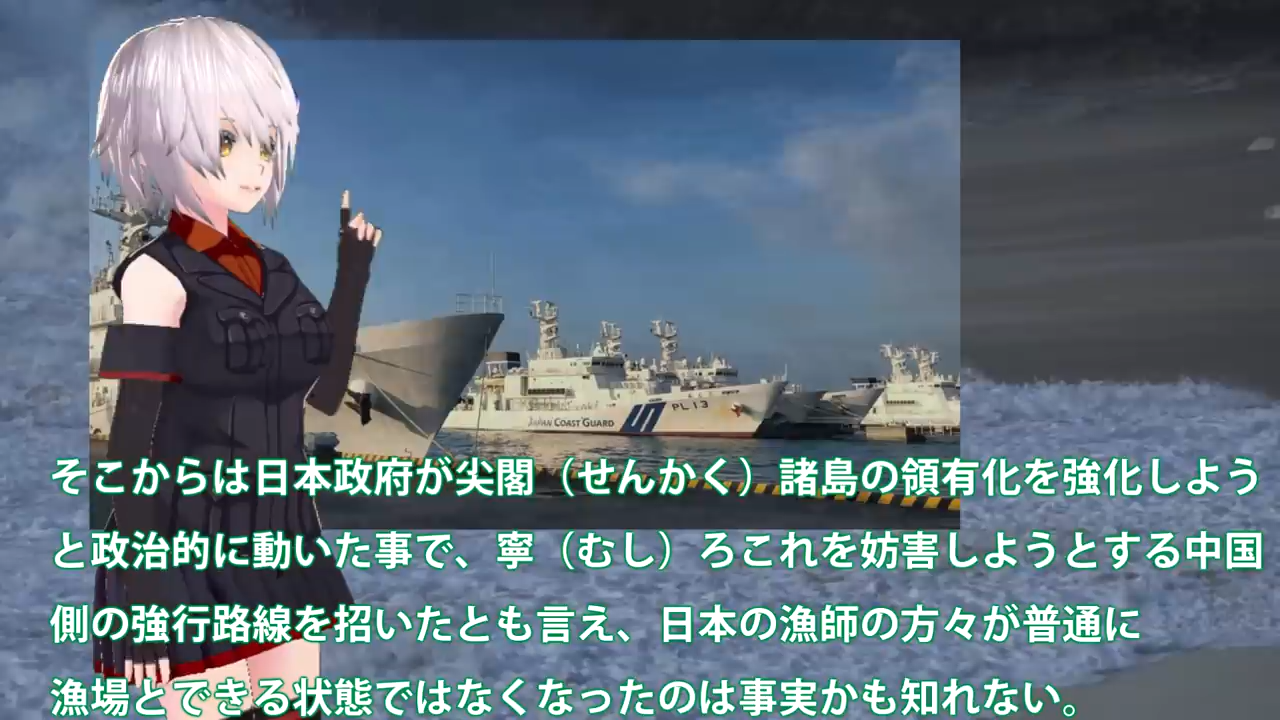 JAPAN COAST GUARD
PL 13
そこからは日本政府が尖閣（せんかく）諸島の領有化を強化しよう
と政治的に動いた事で、寧（むし）ろこれを妨害しようとする中国
側の強行路線を招いたとも言え、日本の漁師の方々が普通に
漁場とできる状態ではなくなったのは事実かも知れない。